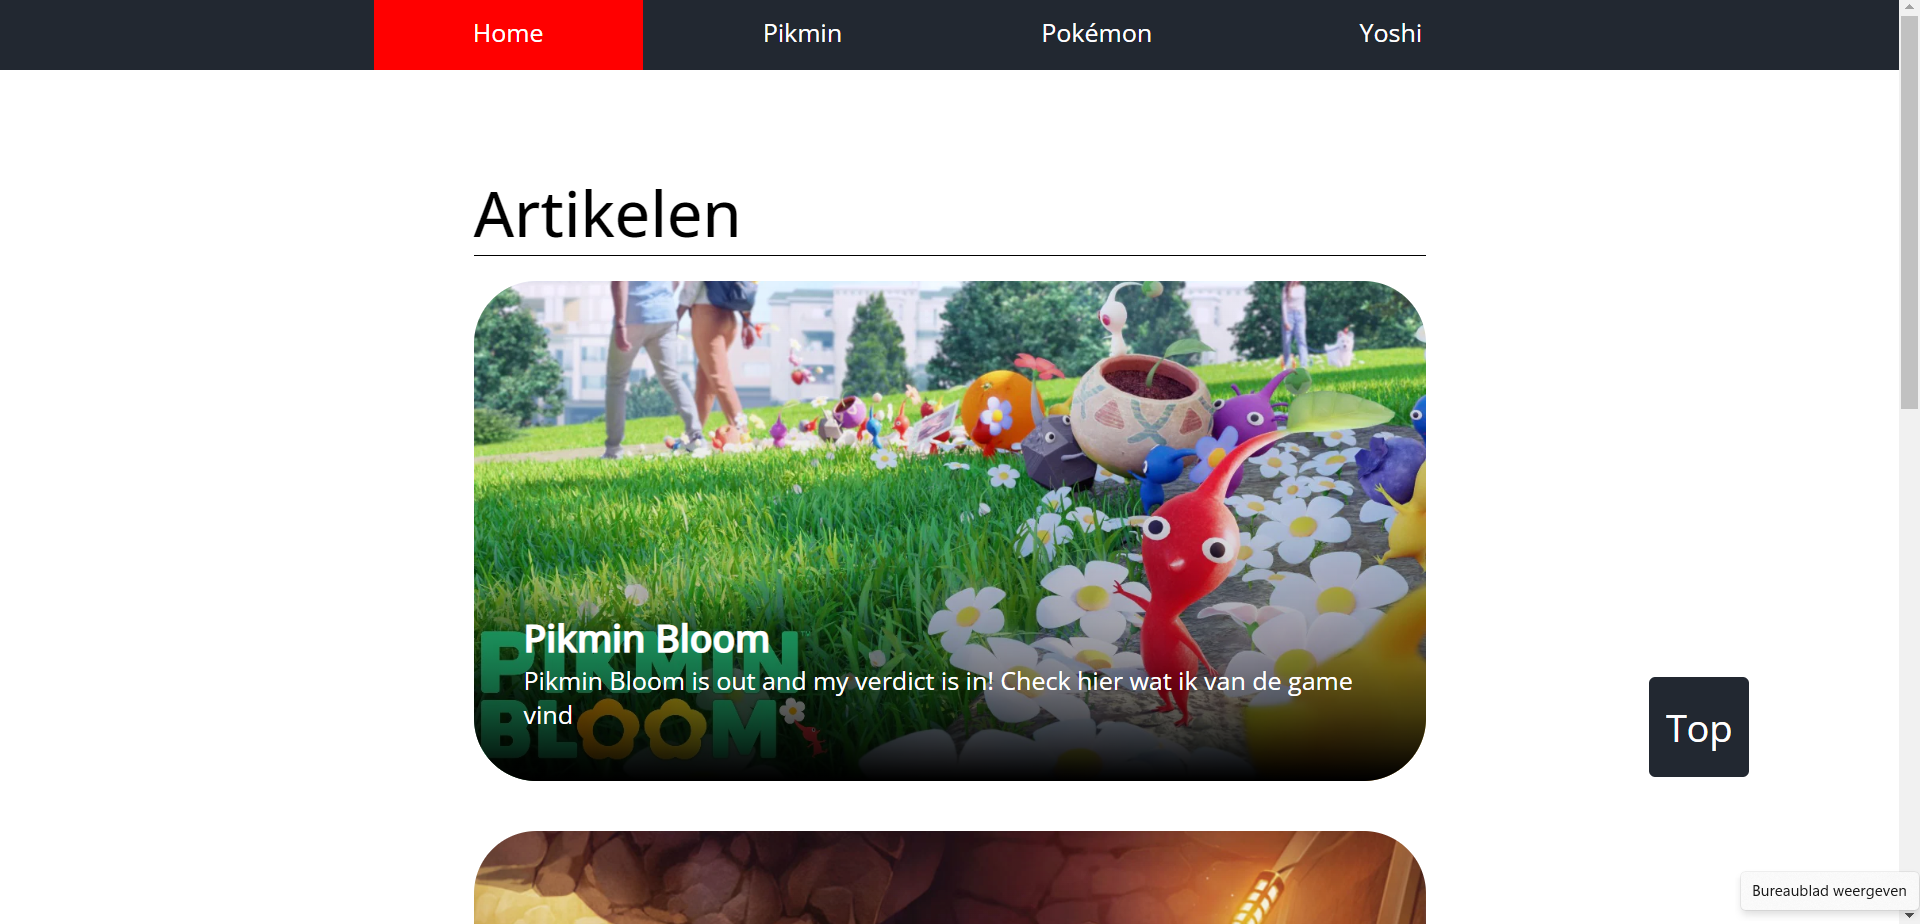 Home Pikmin Pokémon Yoshi
Artikelen
Pikmin Bloom
PIKMIN
Pikmin Bloom is out and my verdict is in! Check hier wat ik van de game
vind
BLOOM
Top
Bureaublad weergeven